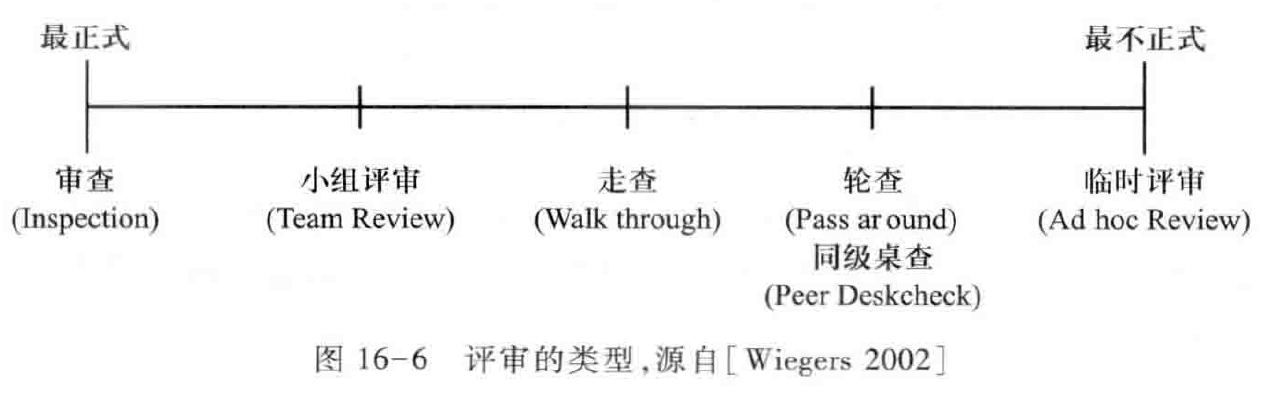 最正式 最不正式
审查 小组评审 走查 轮查 临时评审
(Inspection) (Team Review) (Walk through) (Pass around) (Ad hoc Review)
同级桌查
(Peer Deskcheck)
图 16-6 评审的类型,源自[Wiegers 2002]